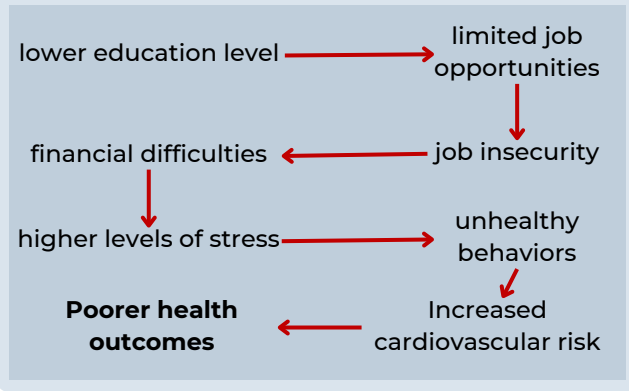 lower education level
limited job
opportunities
financial difficulties
job insecurity
higher levels of stress
unhealthy
behaviors
Poorer health
outcomes
Increased
cardiovascular risk